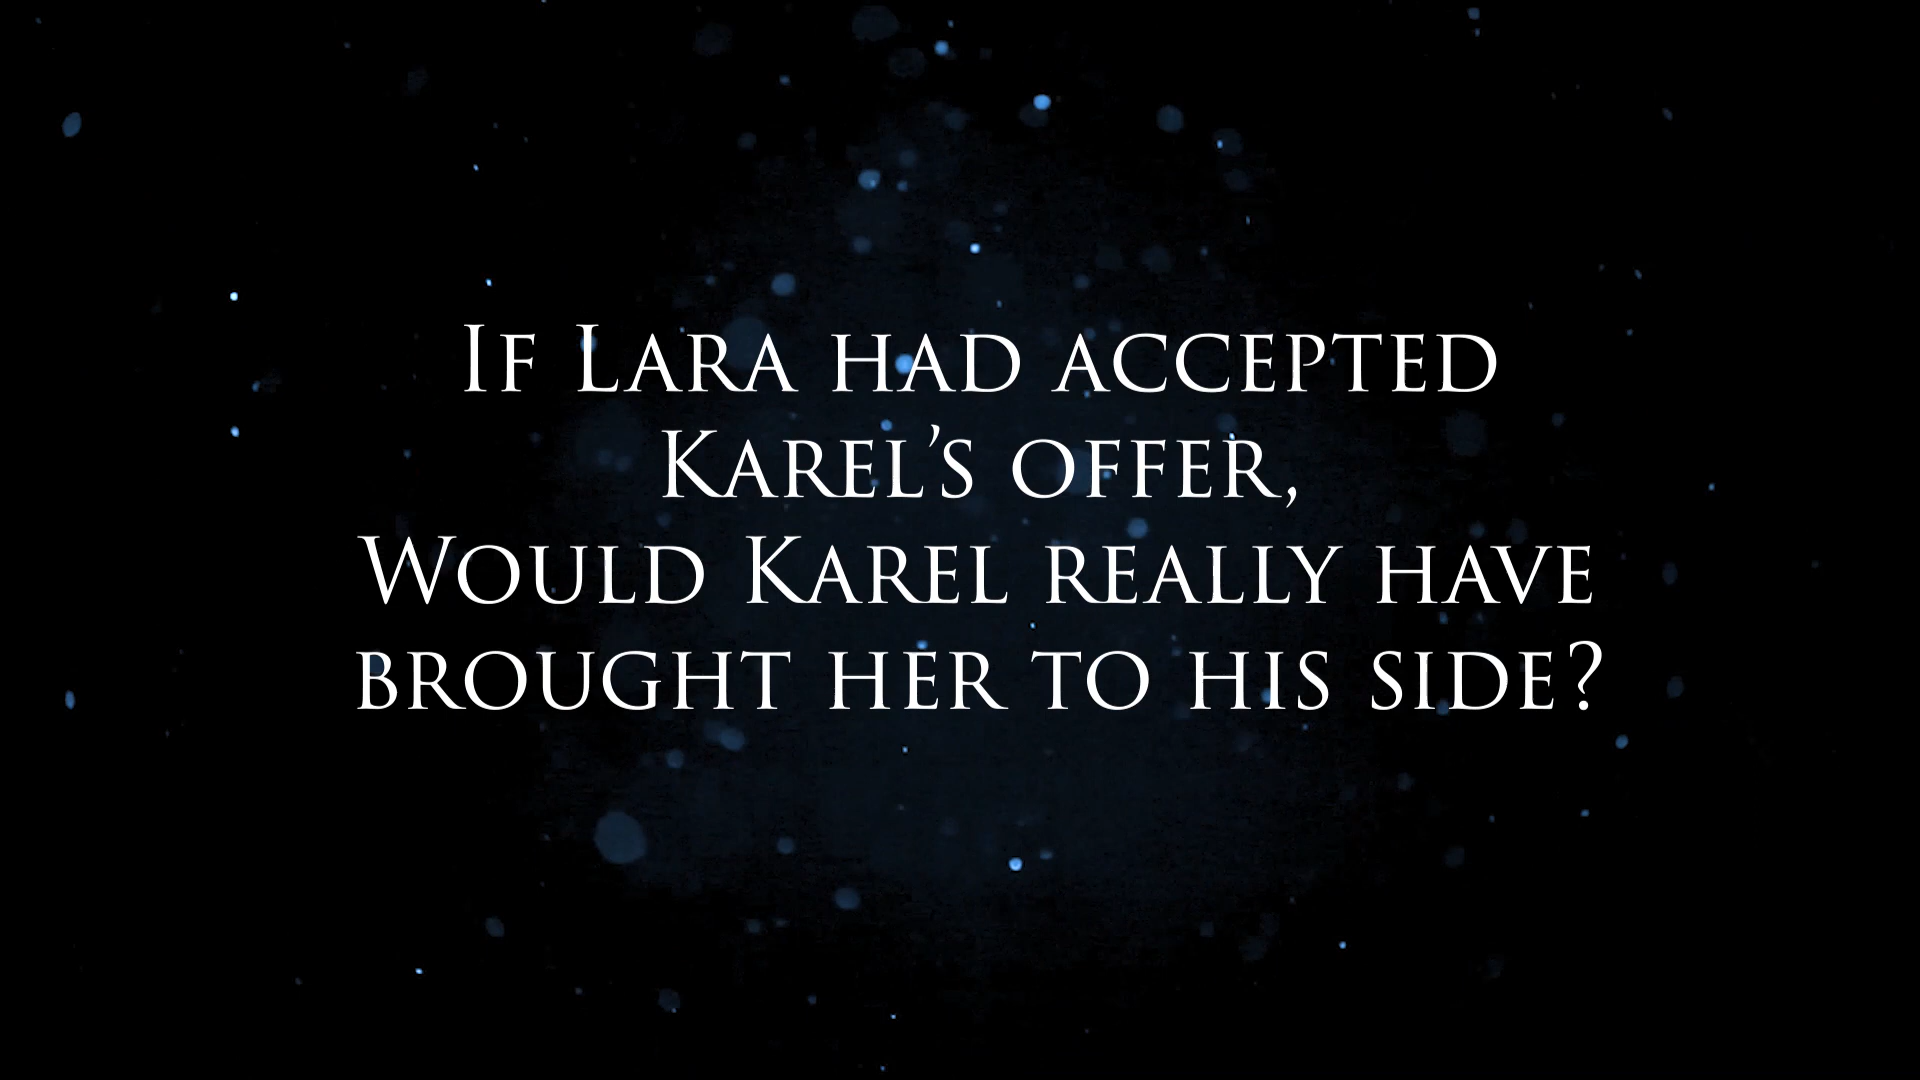 If Lara had accepted
Karel’s offer,
Would Karel really have
brought her to his side?